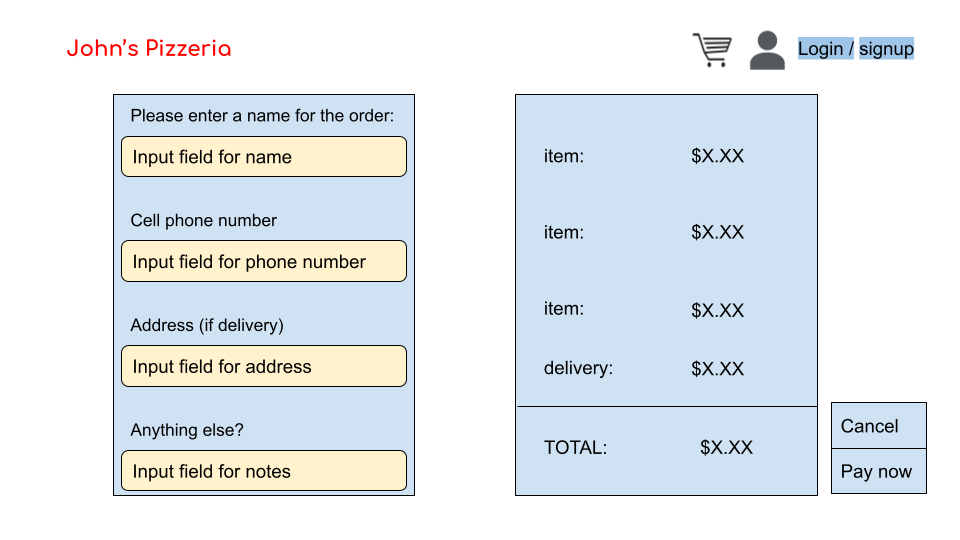 John's Pizzeria
Login / signup
Please enter a name for the order:
Input field for name
Cell phone number
Input field for phone number
Address (if delivery)
Input field for address
Anything else?
Input field for notes
item: $X.XX
item: $X.XX
item: $X.XX
delivery: $X.XX
TOTAL: $X.XX
Cancel
Pay now